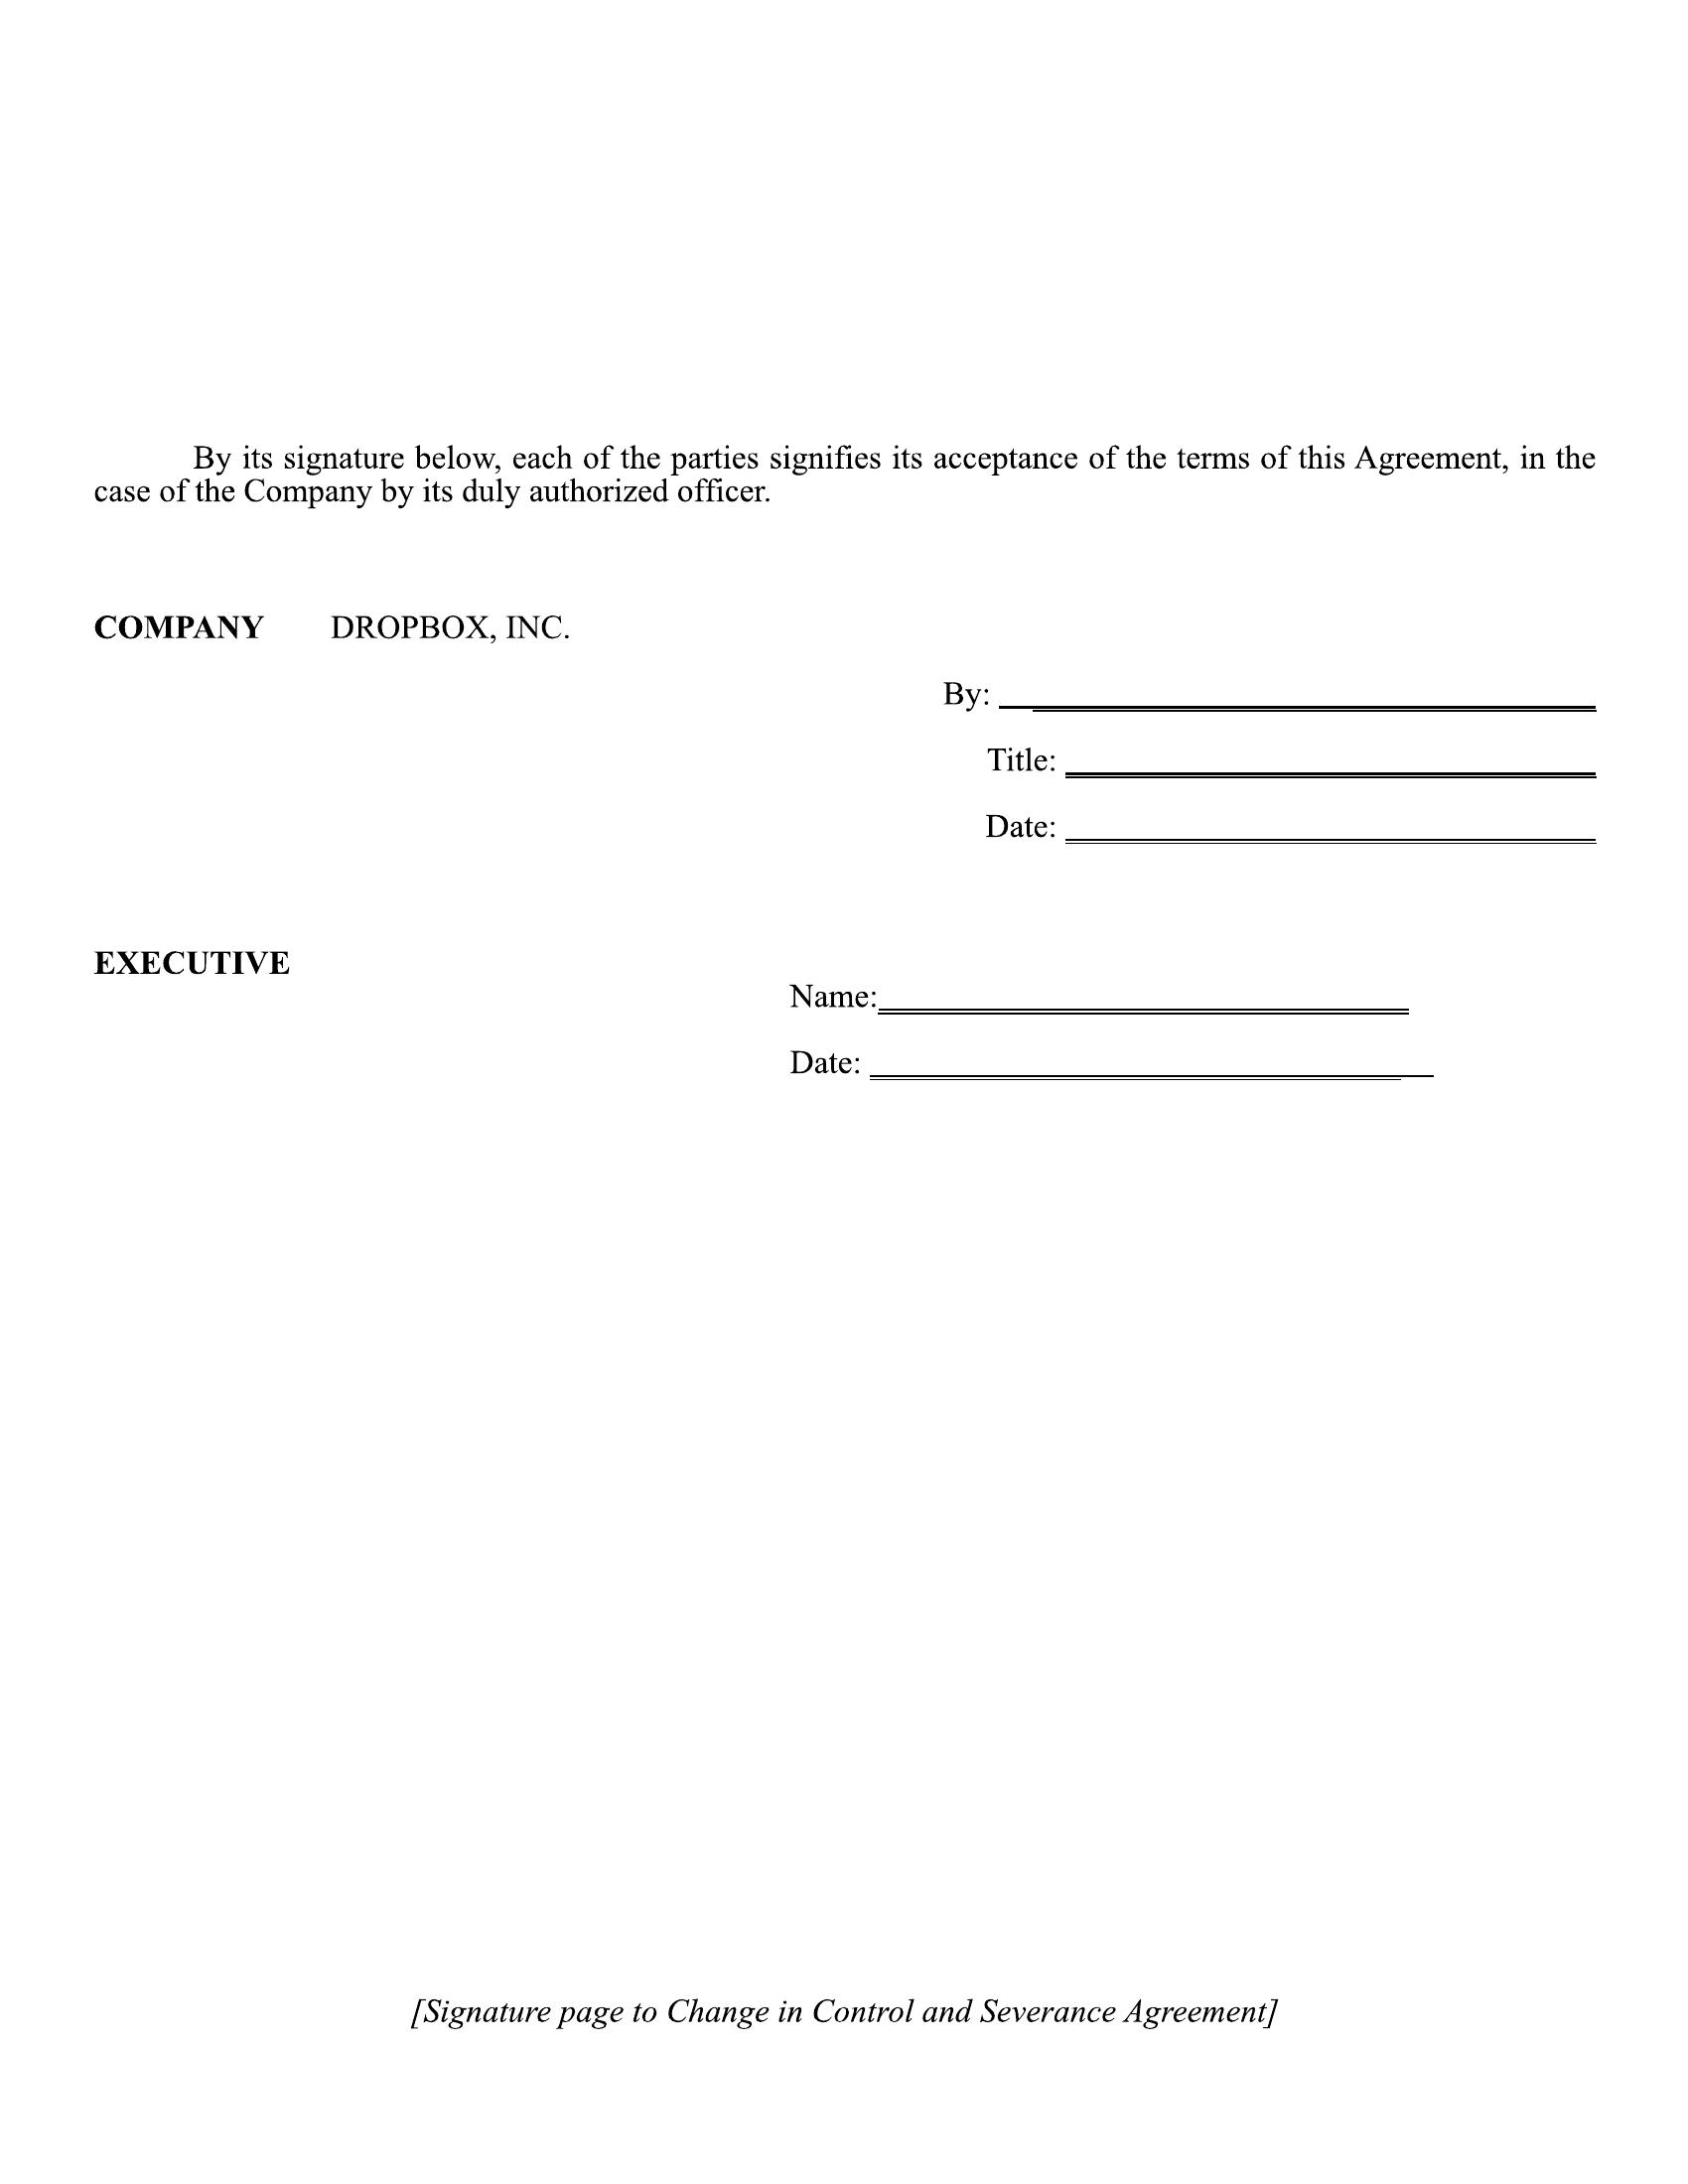 By its signature below, each of the parties signifies its acceptance of the terms of this Agreement, in the
case of the Company by its duly authorized officer.
COMPANY DROPBOX, INC.
By:
Title:
Date:
EXECUTIVE
Name:
Date:
[Signature page to Change in Control and Severance Agreement]